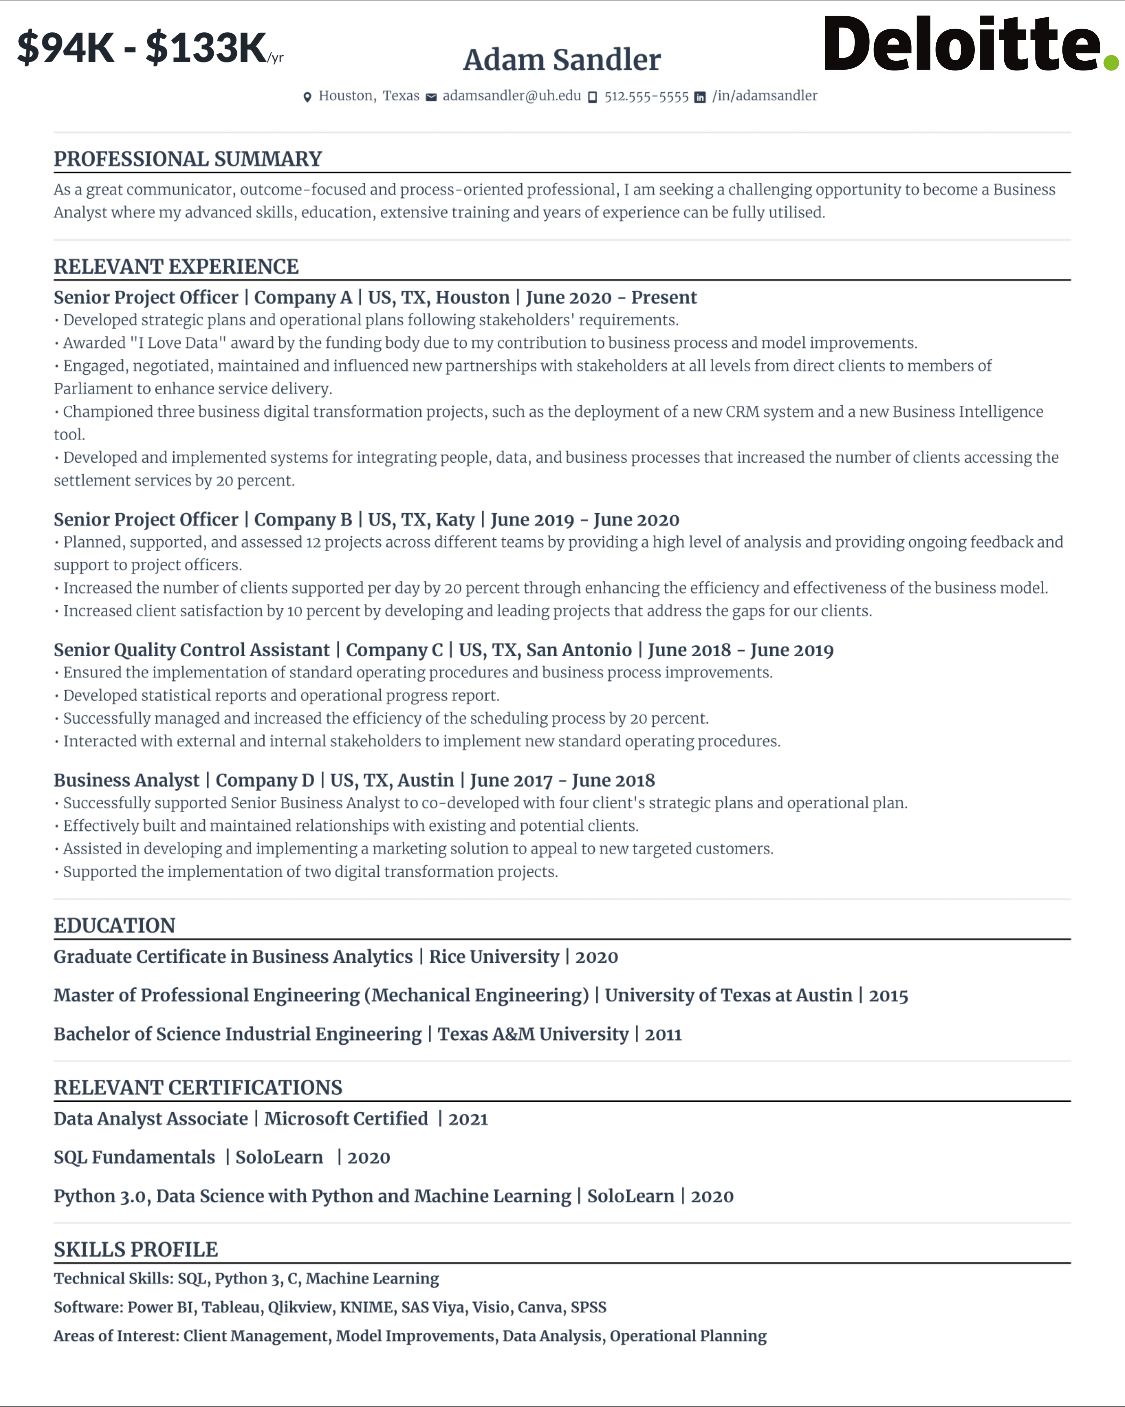 $94K - $133K/yr
Deloitte.
Adam Sandler
Houston, Texas adamsandler@uh.edu 512.555-5555 /in/adamsandler
PROFESSIONAL SUMMARY
As a great communicator, outcome-focused and process-oriented professional, I am seeking a challenging opportunity to become a Business
Analyst where my advanced skills, education, extensive training and years of experience can be fully utilised.
RELEVANT EXPERIENCE
Senior Project Officer | Company A | US, TX, Houston | June 2020 - Present
• Developed strategic plans and operational plans following stakeholders' requirements.
• Awarded "I Love Data" award by the funding body due to my contribution to business process and model improvements.
• Engaged, negotiated, maintained and influenced new partnerships with stakeholders at all levels from direct clients to members of
Parliament to enhance service delivery.
• Championed three business digital transformation projects, such as the deployment of a new CRM system and a new Business Intelligence
tool.
• Developed and implemented systems for integrating people, data, and business processes that increased the number of clients accessing the
settlement services by 20 percent.
Senior Project Officer | Company B | US, TX, Katy | June 2019 - June 2020
• Planned, supported, and assessed 12 projects across different teams by providing a high level of analysis and providing ongoing feedback and
support to project officers.
• Increased the number of clients supported per day by 20 percent through enhancing the efficiency and effectiveness of the business model.
• Increased client satisfaction by 10 percent by developing and leading projects that address the gaps for our clients.
Senior Quality Control Assistant | Company C | US, TX, San Antonio | June 2018 - June 2019
• Ensured the implementation of standard operating procedures and business process improvements.
• Developed statistical reports and operational progress report.
• Successfully managed and increased the efficiency of the scheduling process by 20 percent.
• Interacted with external and internal stakeholders to implement new standard operating procedures.
Business Analyst | Company D | US, TX, Austin | June 2017 - June 2018
• Successfully supported Senior Business Analyst to co-developed with four client's strategic plans and operational plan.
• Effectively built and maintained relationships with existing and potential clients.
• Assisted in developing and implementing a marketing solution to appeal to new targeted customers.
• Supported the implementation of two digital transformation projects.
EDUCATION
Graduate Certificate in Business Analytics | Rice University | 2020
Master of Professional Engineering (Mechanical Engineering) | University of Texas at Austin | 2015
Bachelor of Science Industrial Engineering | Texas A&M University | 2011
RELEVANT CERTIFICATIONS
Data Analyst Associate | Microsoft Certified | 2021
SQL Fundamentals | SoloLearn | 2020
Python 3.0, Data Science with Python and Machine Learning | SoloLearn | 2020
SKILLS PROFILE
Technical Skills: SQL, Python 3, C, Machine Learning
Software: Power BI, Tableau, Qlikview, KNIME, SAS Viya, Visio, Canva, SPSS
Areas of Interest: Client Management, Model Improvements, Data Analysis, Operational Planning